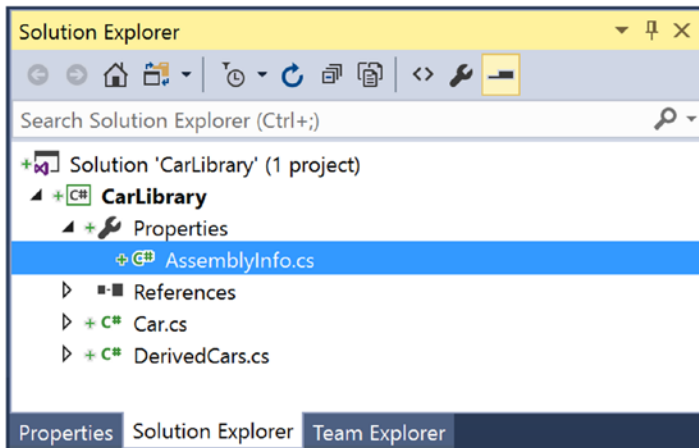 Solution Explorer
Search Solution Explorer (Ctrl+;)
Solution 'CarLibrary' (1 project)
C# CarLibrary
Properties
C# AssemblyInfo.cs
References
C# Car.cs
C# DerivedCars.cs
Properties Solution Explorer Team Explorer